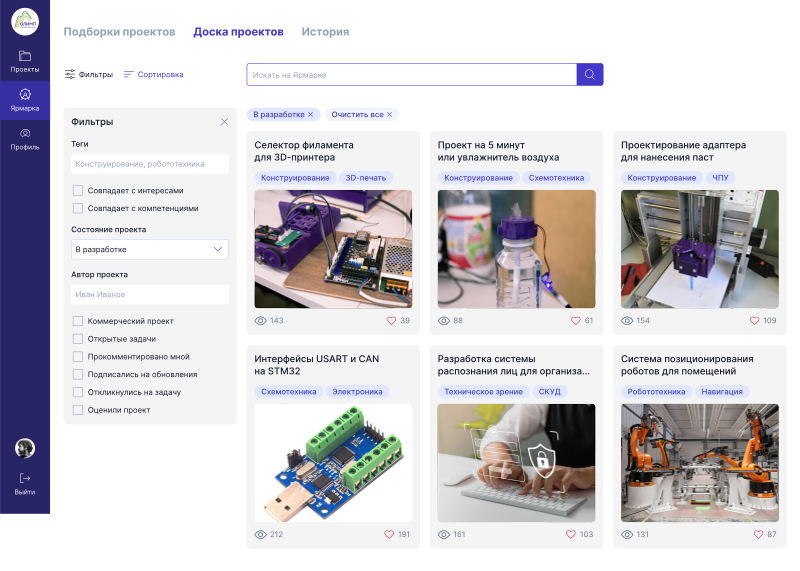 ОЛИМП
Проекты
Ярмарка
Профиль
Выйти
Подборки проектов
Доска проектов
История
Фильтры
Сортировка
Искать на Ярмарке
Фильтры
Теги
Конструирование, робототехника
Совпадает с интересами
Совпадает с компетенциями
Состояние проекта
В разработке
Автор проекта
Иван Иванов
Коммерческий проект
Открытые задачи
Прокомментировано мной
Подписались на обновления
Откликнулись на задачу
Оценили проект
В разработке
Очистить все
Селектор филамента
для 3D-принтера
Конструирование 3D-печать
143 39
Проект на 5 минут
или увлажнитель воздуха
Конструирование Схемотехника
88 61
Проектирование адаптера
для нанесения паст
Конструирование ЧПУ
154 109
Интерфейсы USART и CAN
на STM32
Схемотехника Электроника
212 191
Разработка системы
распознания лиц для организа...
Техническое зрение СКУД
161 103
Система позиционирования
роботов для помещений
Робототехника Навигация
131 87